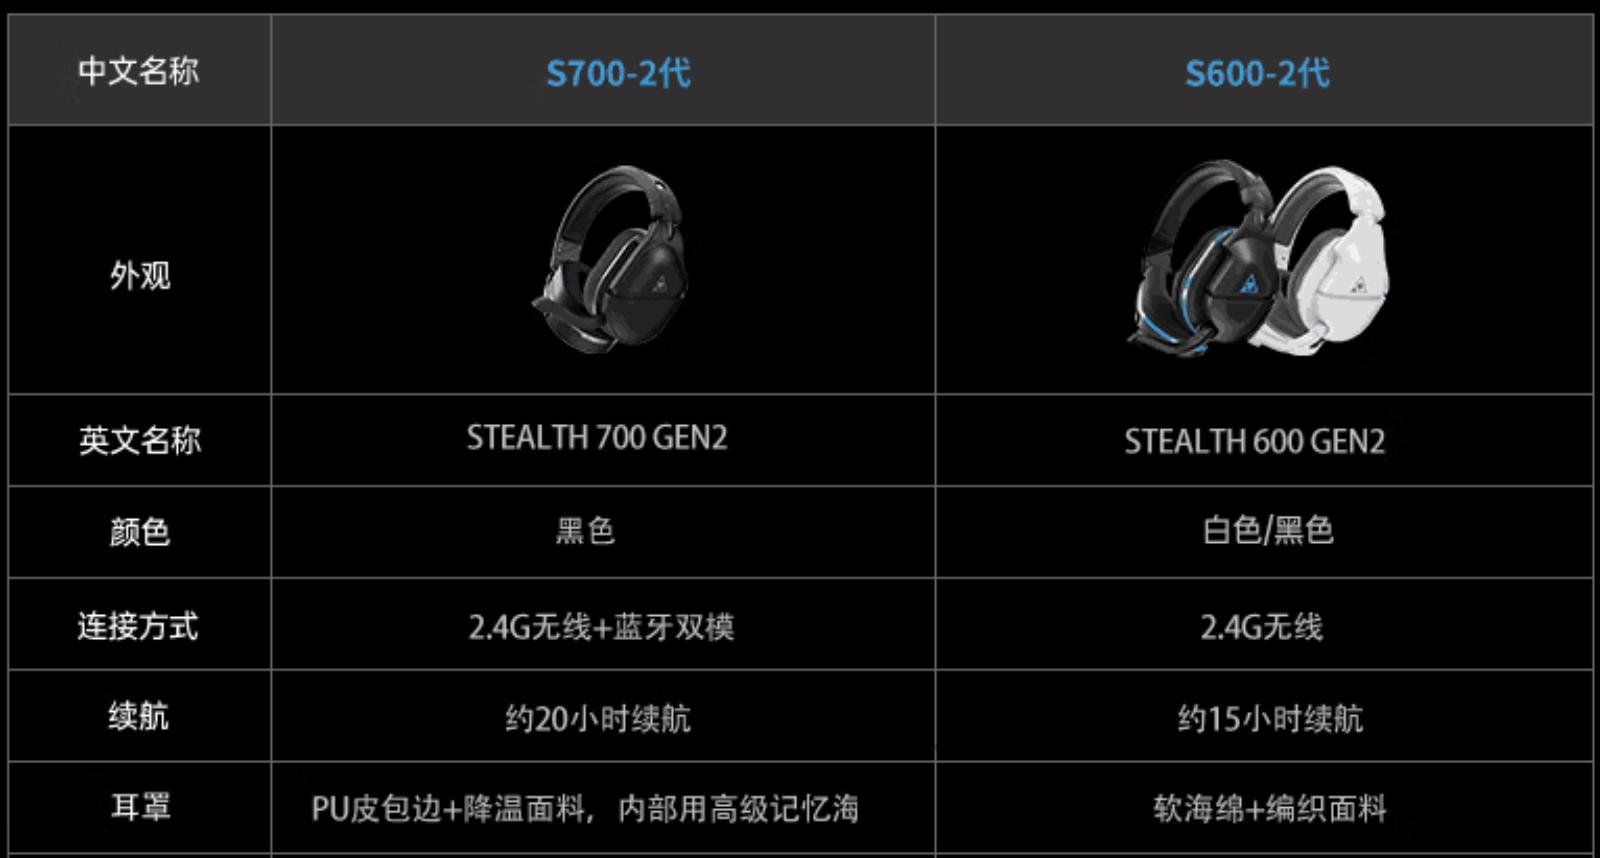 中文名称 S700-2代 S600-2代
外观
英文名称 STEALTH 700 GEN2 STEALTH 600 GEN2
颜色 黑色 白色/黑色
连接方式 2.4G无线+蓝牙双模 2.4G无线
续航 约20小时续航 约15小时续航
耳罩 PU皮包边+降温面料，内部用高级记忆海 软海绵+编织面料